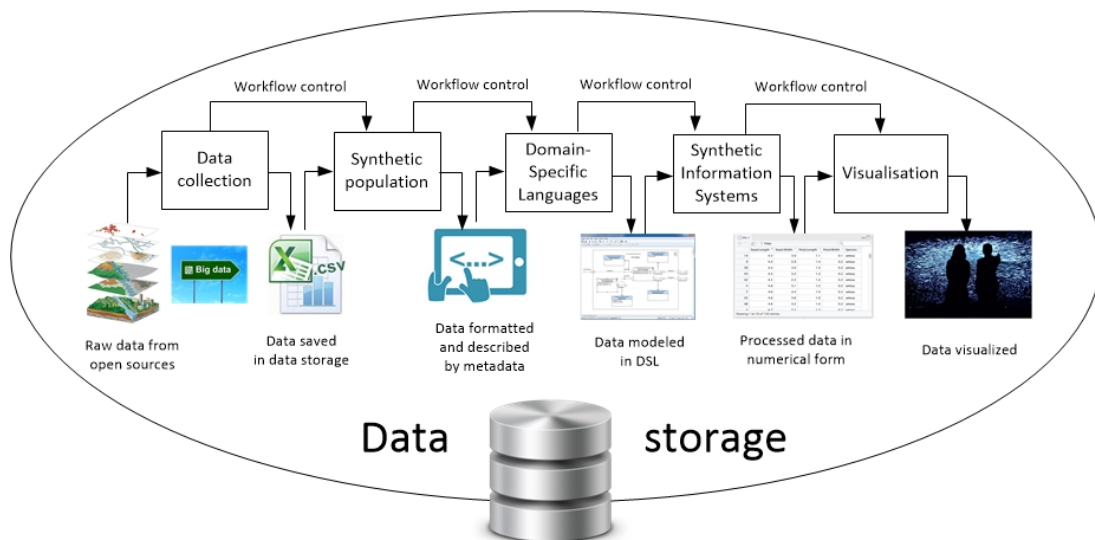 Workflow control
Workflow control
Workflow control
Workflow control
Data
collection
Synthetic
population
Domain-
Specific
Languages
Synthetic
Information
Systems
Visualisation
Big data
.CSV
<...>
Raw data from
open sources
Data saved
in data storage
Data formatted
and described
by metadata
Data modeled
in DSL
Processed data in
numerical form
Data visualized
Data storage